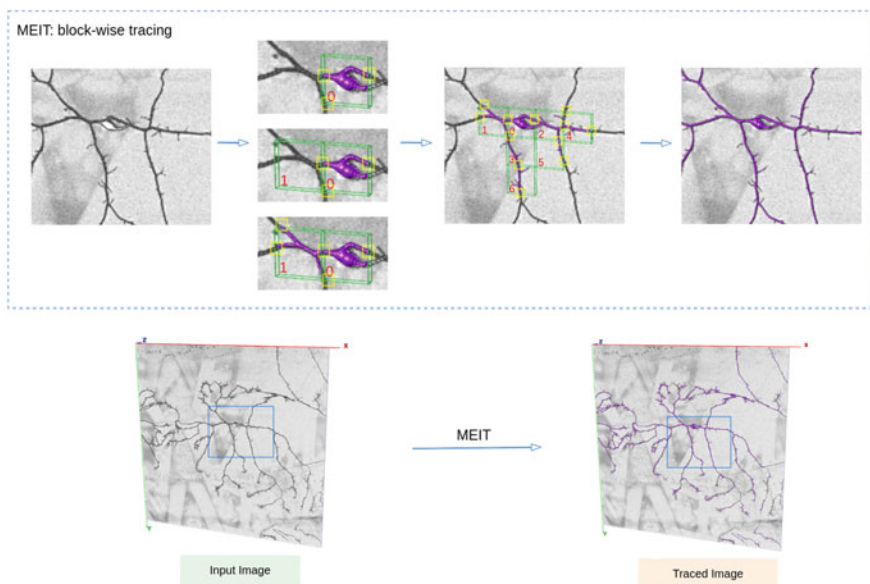 MEIT: block-wise tracing
0
1
0
1
0
1
0
2
4
3
5
6
z
x
z
x
MEIT
Y
Y
Input Image
Traced Image